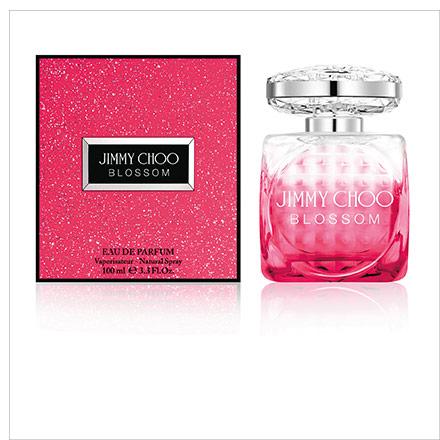 JIMMY CHOO
BLOSSOM
EAU DE PARFUM
Vaporisateur - Natural Spray
100 ml ℮ 3.3 Fl.Oz.
JIMMY CHOO
BLOSSOM